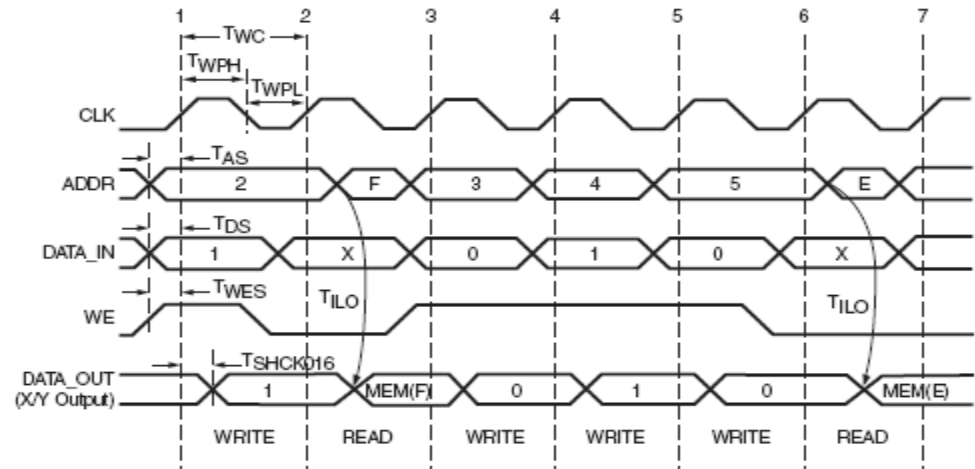 1 2 3 4 5 6 7
TWC
TWPH
TWPL
CLK
TAS
ADDR 2 F 3 4 5 E
TDS
DATA_IN 1 X 0 1 0 X
TWES
WE TILO TILO
TSHCKO16
DATA_OUT
(X/Y Output) 1 MEM(F) 0 1 0 MEM(E)
WRITE READ WRITE WRITE WRITE READ